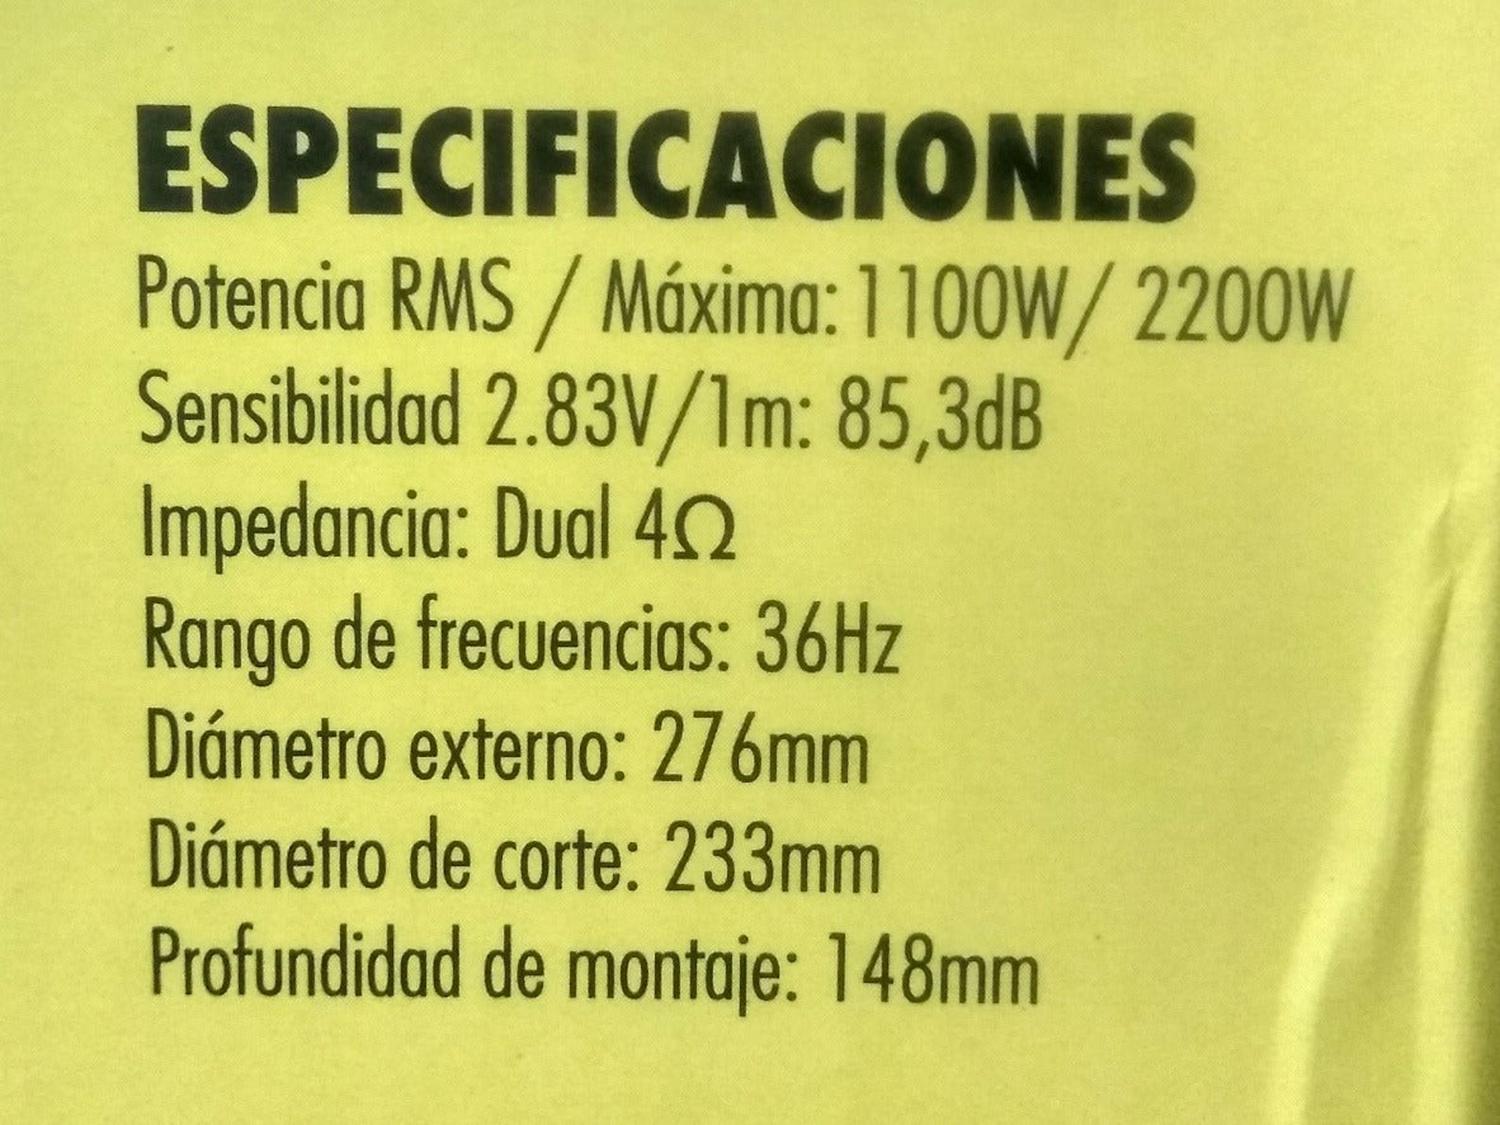 ESPECIFICACIONES
Potencia RMS / Máxima: 1100W/ 2200W
Sensibilidad 2.83V/1m: 85,3dB
Impedancia: Dual 4Ω
Rango de frecuencias: 36Hz
Diámetro externo: 276mm
Diámetro de corte: 233mm
Profundidad de montaje: 148mm